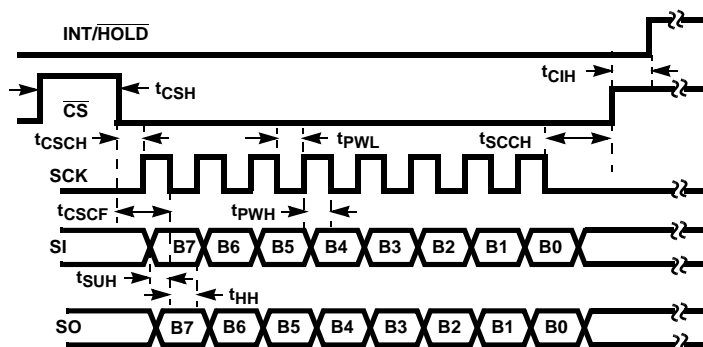 INT/HOLD
tCIH
CS
tCSH
tCSCH
tPWL
tSCCH
SCK
tCSCF
tPWH
SI B7 B6 B5 B4 B3 B2 B1 B0
tSUH
tHH
SO B7 B6 B5 B4 B3 B2 B1 B0